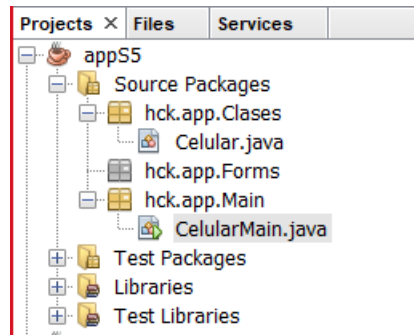 Projects × Files Services
appS5
Source Packages
hck.app.Clases
Celular.java
hck.app.Forms
hck.app.Main
CelularMain.java
Test Packages
Libraries
Test Libraries